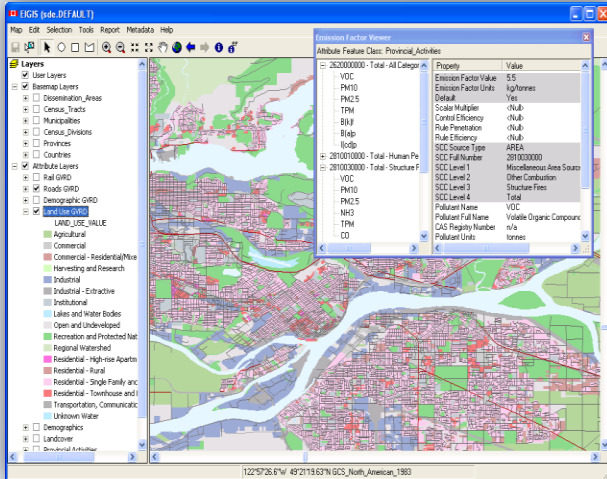 EIGIS (sde.DEFAULT)
Map Edit Selection Tools Report Metadata Help
Layers
User Layers
Basemap Layers
Dissemination_Areas
Census_Tracts
Municipalities
Census_Divisions
Provinces
Countries
Attribute Layers
Rail GVRD
Roads GVRD
Demographic GVRD
Land Use GVRD
LAND_USE_VALUE
Agricultural
Commercial
Commercial - Residential/Mixe
Harvesting and Research
Industrial
Industrial - Extractive
Institutional
Lakes and Water Bodies
Open and Undeveloped
Recreation and Protected Nat
Regional Watershed
Residential - High-rise Apartm
Residential - Rural
Residential - Single Family and
Residential - Townhouse and
Transportation, Communicatio
Unknown Water
Demographics
Landcover
Provincial Activities
Emission Factor Viewer
Attribute Feature Class: Provincial_Activities
2620000000 - Total - All Categor
VOC
PM10
PM2.5
TPM
B(k)f
B(a)p
I(cd)p
2810010000 - Total - Human Pe
2810030000 - Total - Structure F
VOC
PM10
PM2.5
NH3
TPM
CO
Property Value
Emission Factor Value 5.5
Emission Factor Units kg/tonnes
Default Yes
Scalar Multiplier <Null>
Control Efficiency <Null>
Rule Penetration <Null>
Rule Efficiency <Null>
SCC Source Type AREA
SCC Full Number 2810030000
SCC Level 1 Miscellaneous Area Source
SCC Level 2 Other Combustion
SCC Level 3 Structure Fires
SCC Level 4 Total
Pollutant Name VOC
Pollutant Full Name Volatile Organic Compound
CAS Registry Number n/a
Pollutant Units tonnes
122°57'26.6"W 49°21'19.63"N GCS_North_American_1983